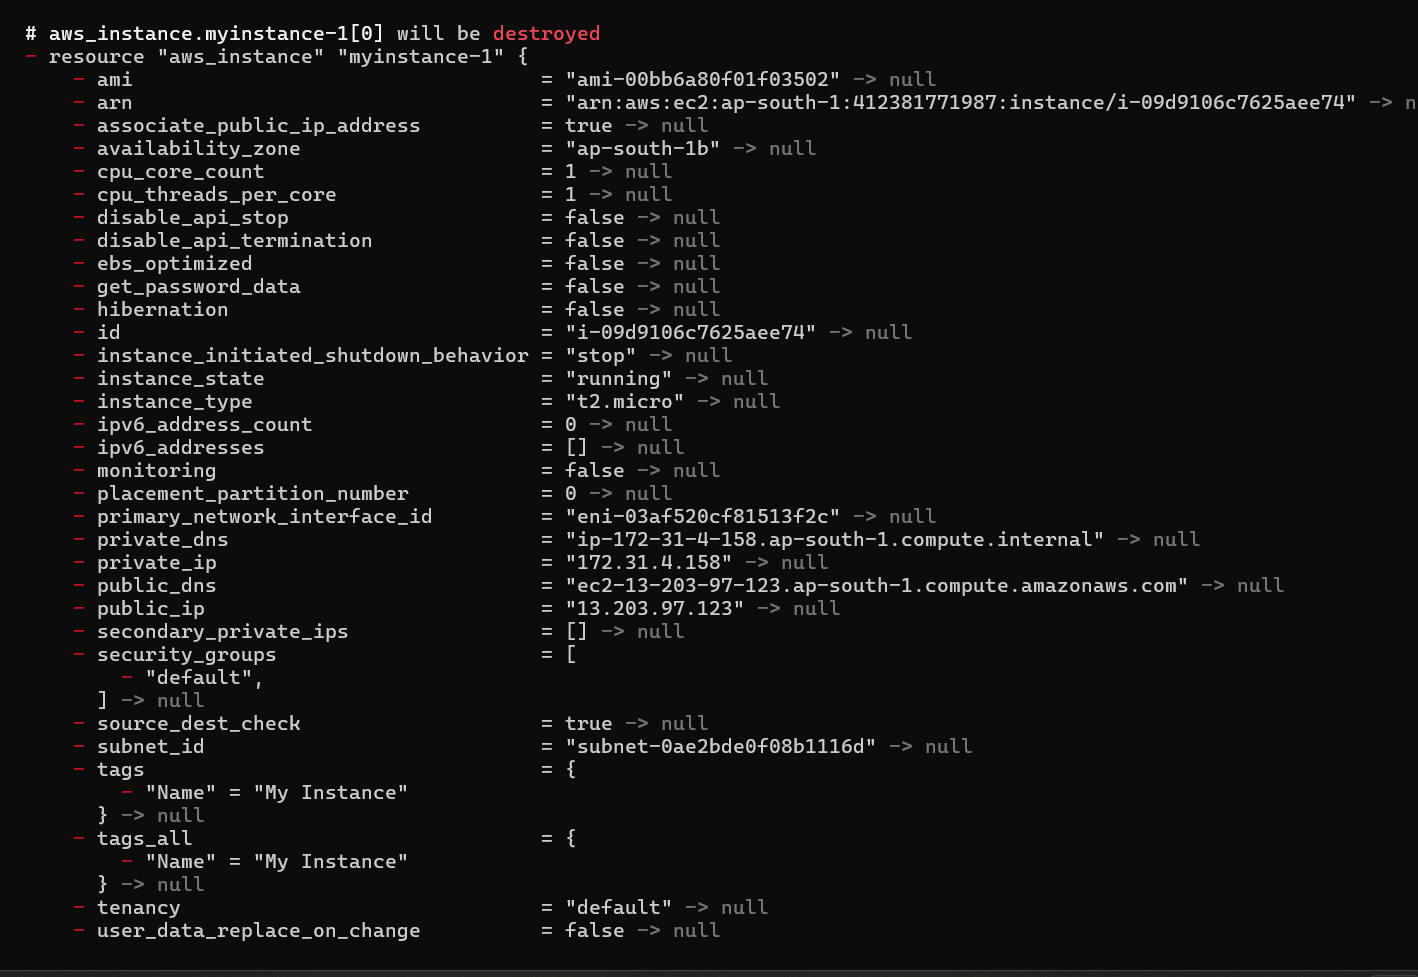 # aws_instance.myinstance-1[0] will be destroyed
- resource "aws_instance" "myinstance-1" {
- ami = "ami-00bb6a80f01f03502" -> null
- arn = "arn:aws:ec2:ap-south-1:412381771987:instance/i-09d9106c7625aee74" -> n
- associate_public_ip_address = true -> null
- availability_zone = "ap-south-1b" -> null
- cpu_core_count = 1 -> null
- cpu_threads_per_core = 1 -> null
- disable_api_stop = false -> null
- disable_api_termination = false -> null
- ebs_optimized = false -> null
- get_password_data = false -> null
- hibernation = false -> null
- id = "i-09d9106c7625aee74" -> null
- instance_initiated_shutdown_behavior = "stop" -> null
- instance_state = "running" -> null
- instance_type = "t2.micro" -> null
- ipv6_address_count = 0 -> null
- ipv6_addresses = [] -> null
- monitoring = false -> null
- placement_partition_number = 0 -> null
- primary_network_interface_id = "eni-03af520cf81513f2c" -> null
- private_dns = "ip-172-31-4-158.ap-south-1.compute.internal" -> null
- private_ip = "172.31.4.158" -> null
- public_dns = "ec2-13-203-97-123.ap-south-1.compute.amazonaws.com" -> null
- public_ip = "13.203.97.123" -> null
- secondary_private_ips = [] -> null
- security_groups = [
- "default",
] -> null
- source_dest_check = true -> null
- subnet_id = "subnet-0ae2bde0f08b1116d" -> null
- tags = {
- "Name" = "My Instance"
} -> null
- tags_all = {
- "Name" = "My Instance"
} -> null
- tenancy = "default" -> null
- user_data_replace_on_change = false -> null